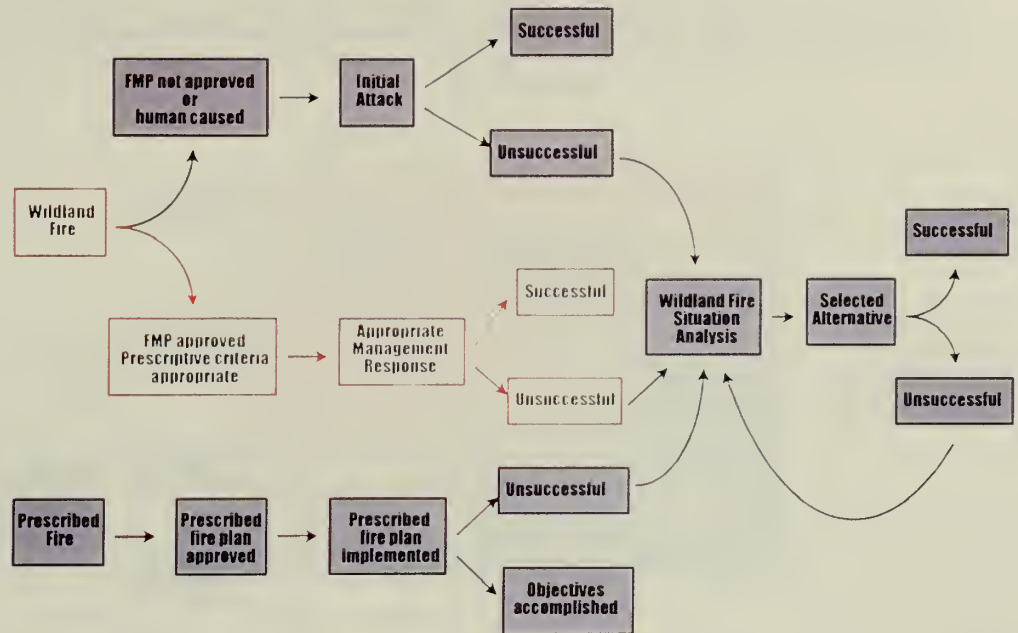 Successful
FMP not approved
or
human caused
Initial
Attack
Unsuccessful
Wildland
Fire
Successful
FMP approved
Prescriptive criteria
appropriate
Appropriate
Management
Response
Successful
Unsuccessful
Wildland Fire
Situation
Analysis
Selected
Alternative
Unsuccessful
Prescribed
Fire
Prescribed
fire plan
approved
Prescribed
fire plan
implemented
Unsuccessful
Objectives
accomplished